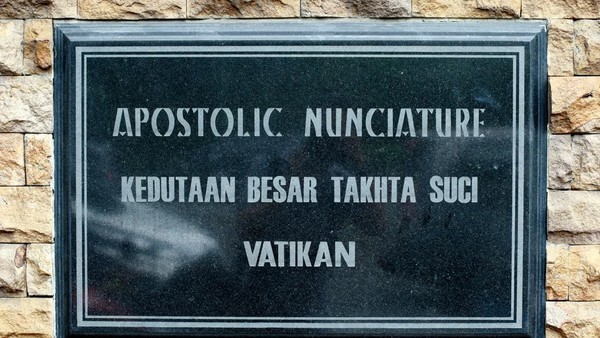 APOSTOLIC NUNCIATURE
KEDUTAAN BESAR TAKHTA SUCI
VATIKAN